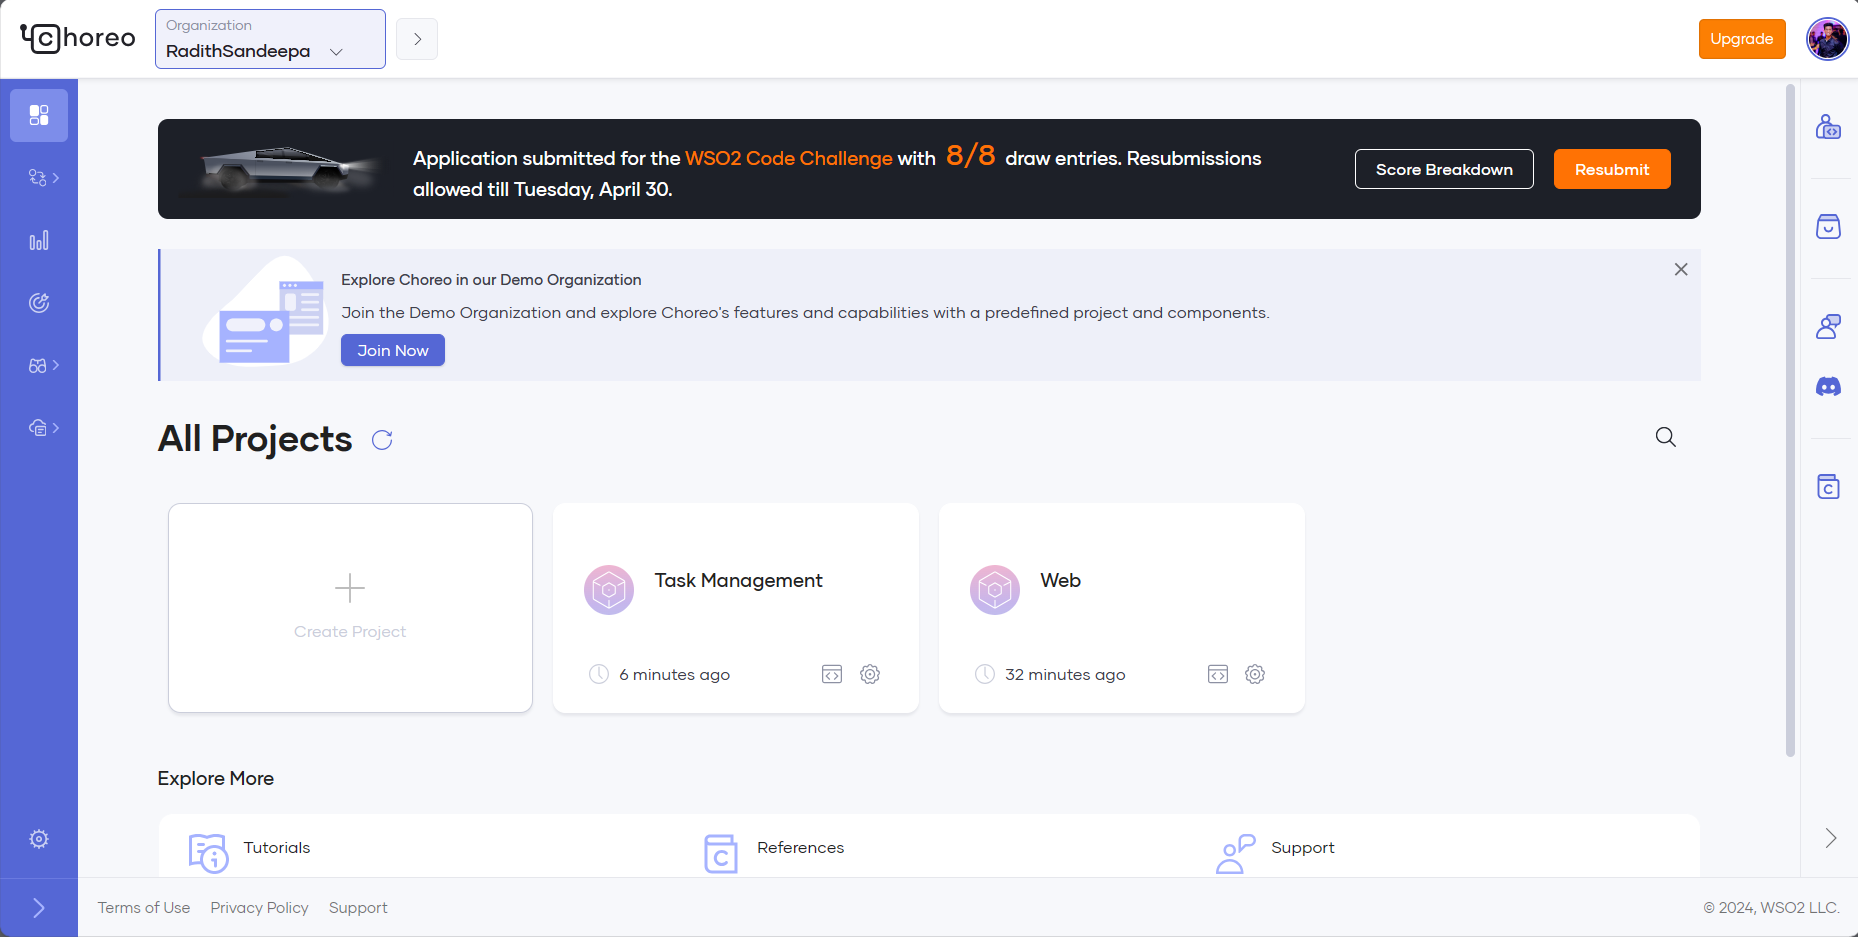 Choreo
Organization
RadithSandeepa
Upgrade
Application submitted for the WSO2 Code Challenge with 8/8 draw entries. Resubmissions
allowed till Tuesday, April 30.
Score Breakdown
Resubmit
Explore Choreo in our Demo Organization
Join the Demo Organization and explore Choreo's features and capabilities with a predefined project and components.
Join Now
All Projects
Create Project
Task Management
6 minutes ago
Web
32 minutes ago
Explore More
Tutorials
References
Support
Terms of Use
Privacy Policy
Support
© 2024, WSO2 LLC.